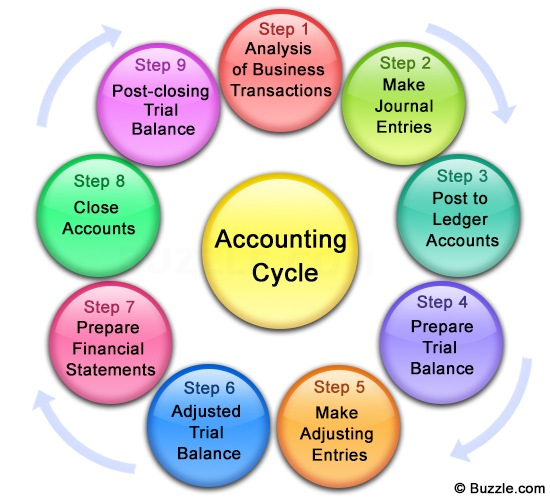 Step 1
Analysis
of Business
Transactions
Step 2
Make
Journal
Entries
Step 3
Post to
Ledger
Accounts
Step 4
Prepare
Trial
Balance
Step 5
Make
Adjusting
Entries
Step 6
Adjusted
Trial
Balance
Step 7
Prepare
Financial
Statements
Step 8
Close
Accounts
Step 9
Post-closing
Trial
Balance
Accounting
Cycle
© Buzzle.com